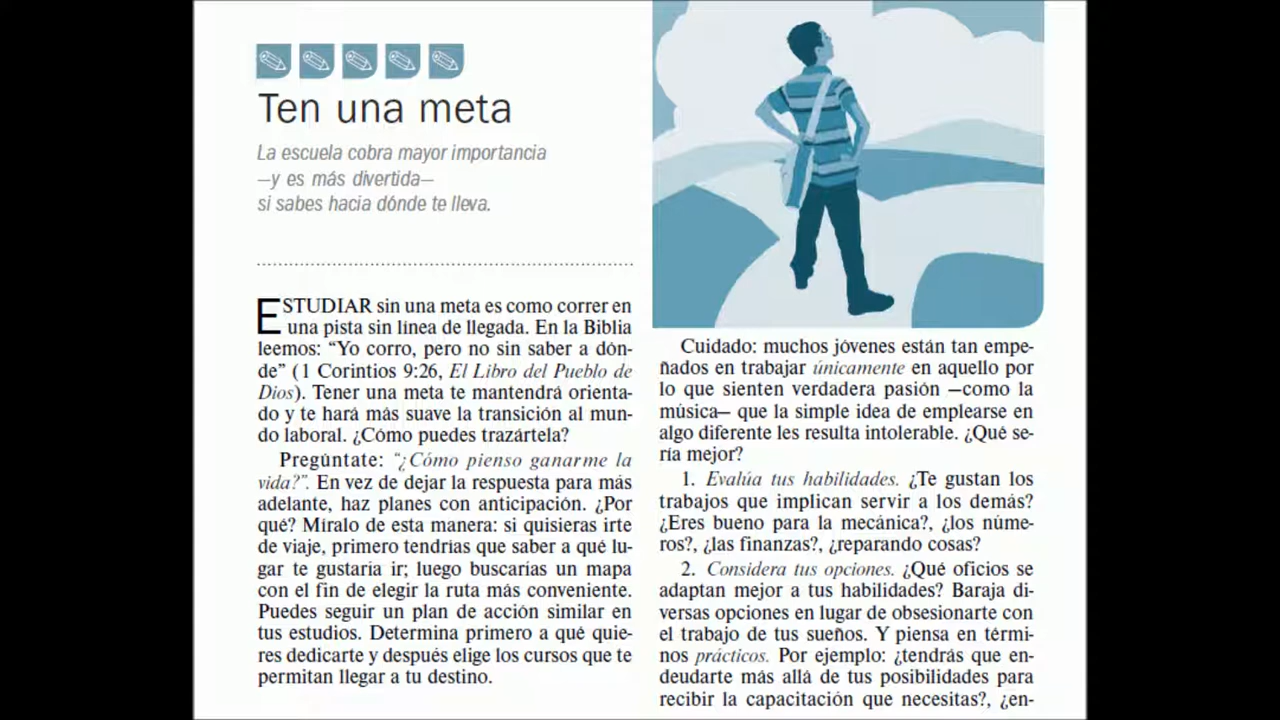 Ten una meta
La escuela cobra mayor importancia
—y es más divertida—
si sabes hacia dónde te lleva.
ESTUDIAR sin una meta es como correr en
una pista sin línea de llegada. En la Biblia
leemos: “Yo corro, pero no sin saber a dón-
de” (1 Corintios 9:26, El Libro del Pueblo de
Dios). Tener una meta te mantendrá orienta-
do y te hará más suave la transición al mun-
do laboral. ¿Cómo puedes trazártela?
Pregúntate: “¿Cómo pienso ganarme la
vida?”. En vez de dejar la respuesta para más
adelante, haz planes con anticipación. ¿Por
qué? Míralo de esta manera: si quisieras irte
de viaje, primero tendrías que saber a qué lu-
gar te gustaría ir; luego buscarías un mapa
con el fin de elegir la ruta más conveniente.
Puedes seguir un plan de acción similar en
tus estudios. Determina primero a qué quie-
res dedicarte y después elige los cursos que te
permitan llegar a tu destino.
Cuidado: muchos jóvenes están tan empe-
ñados en trabajar únicamente en aquello por
lo que sienten verdadera pasión —como la
música— que la simple idea de emplearse en
algo diferente les resulta intolerable. ¿Qué se-
ría mejor?
1. Evalúa tus habilidades. ¿Te gustan los
trabajos que implican servir a los demás?
¿Eres bueno para la mecánica?, ¿los núme-
ros?, ¿las finanzas?, ¿reparando cosas?
2. Considera tus opciones. ¿Qué oficios se
adaptan mejor a tus habilidades? Baraja di-
versas opciones en lugar de obsesionarte con
el trabajo de tus sueños. Y piensa en térmi-
nos prácticos. Por ejemplo: ¿tendrás que en-
deudarte más allá de tus posibilidades para
recibir la capacitación que necesitas?, ¿en-